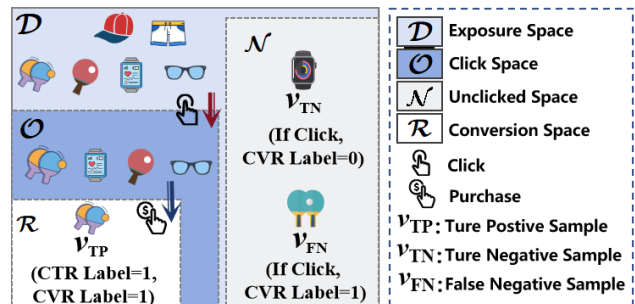 D
N
v_TN
(If Click,
CVR Label=0)
O
R
v_TP
(CTR Label=1,
CVR Label=1)
v_FN
(If Click,
CVR Label=1)
D Exposure Space
O Click Space
N Unclicked Space
R Conversion Space
Click
$ Purchase
v_TP: Ture Postive Sample
v_TN: Ture Negative Sample
v_FN: False Negative Sample